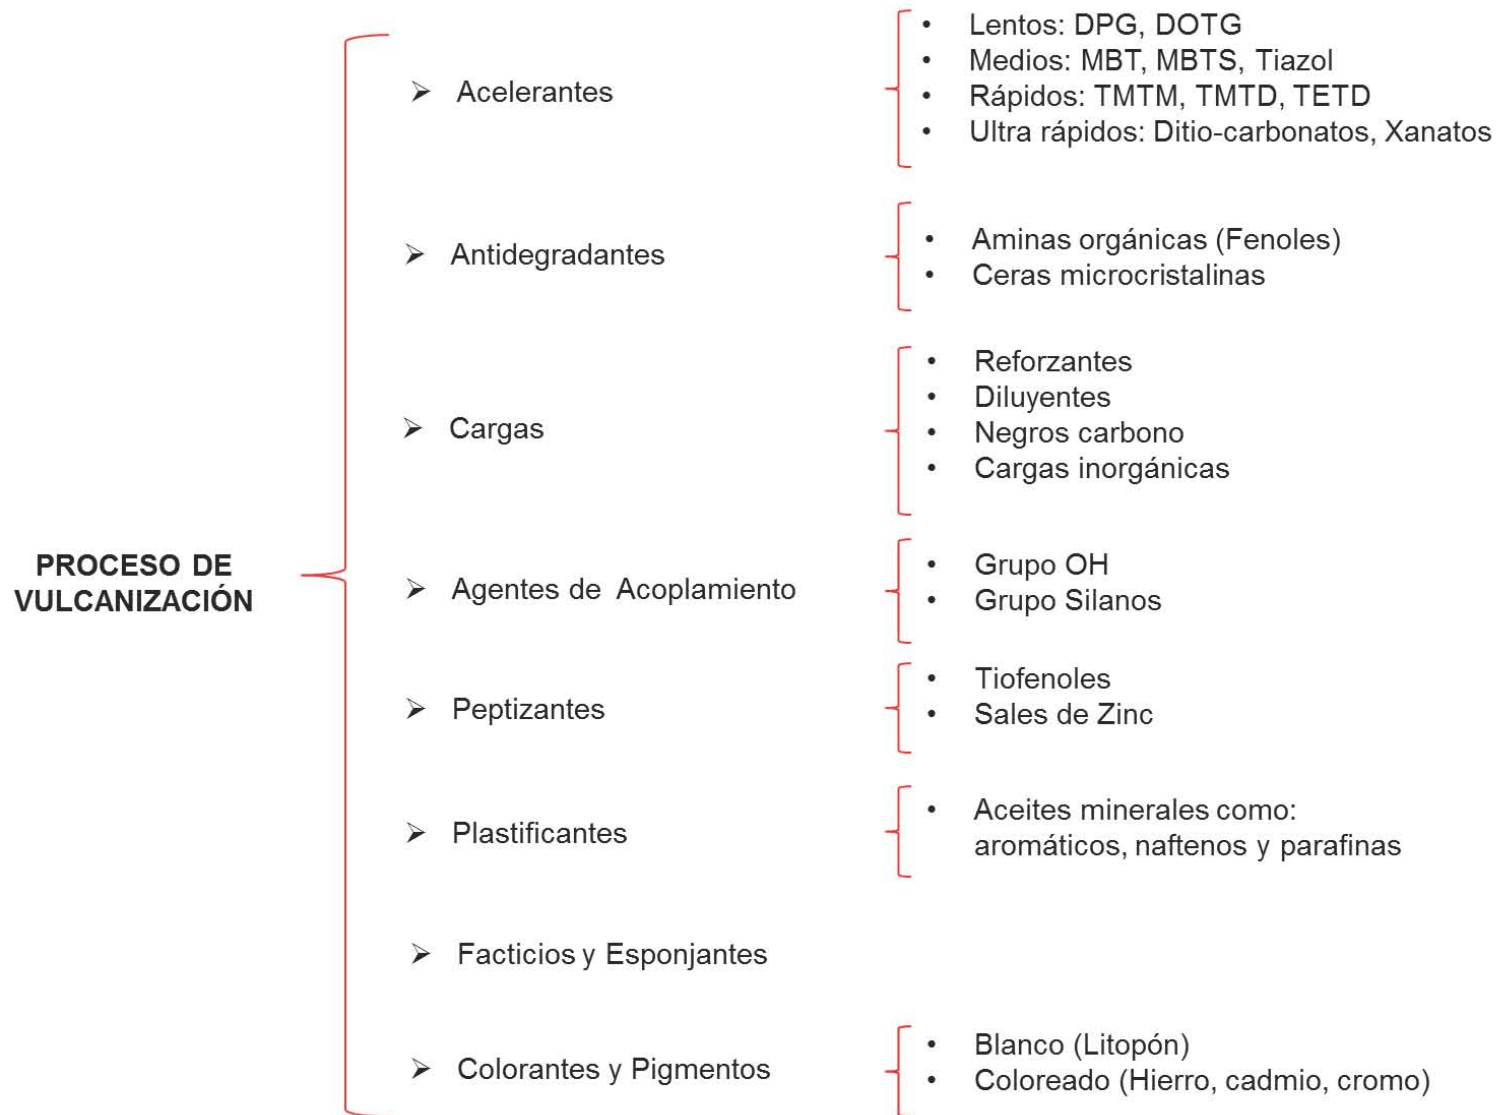 PROCESO DE
VULCANIZACIÓN
➢ Acelerantes
• Lentos: DPG, DOTG
• Medios: MBT, MBTS, Tiazol
• Rápidos: TMTM, TMTD, TETD
• Ultra rápidos: Ditio-carbonatos, Xanatos
➢ Antidegradantes
• Aminas orgánicas (Fenoles)
• Ceras microcristalinas
➢ Cargas
• Reforzantes
• Diluyentes
• Negros carbono
• Cargas inorgánicas
➢ Agentes de Acoplamiento
• Grupo OH
• Grupo Silanos
➢ Peptizantes
• Tiofenoles
• Sales de Zinc
➢ Plastificantes
• Aceites minerales como:
aromáticos, naftenos y parafinas
➢ Facticios y Esponjantes
➢ Colorantes y Pigmentos
• Blanco (Litopón)
• Coloreado (Hierro, cadmio, cromo)